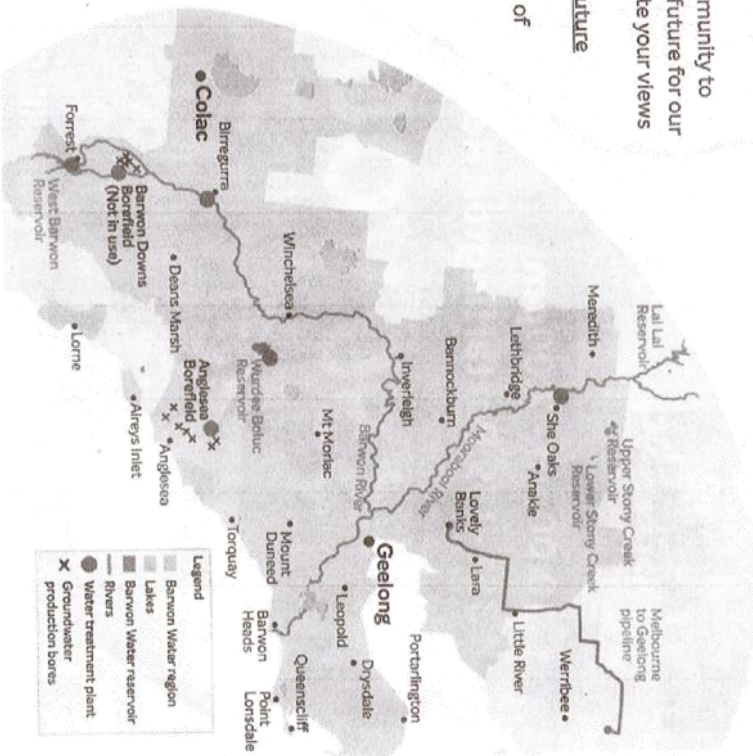 munity to
future for our
te your views
uture
of
Lal Lal
Reservoir
Meredith
Upper Stony Creek
Reservoir
Lower Stony Creek
Reservoir
She Oaks
Anakie
Lethbridge
Bannockburn
Moorabool River
Melbourne
to Geelong
pipeline
Werribee
Little River
Lara
Lovely
Banks
Inverleigh
Barwon River
Winchelsea
Birregurra
Colac
Geelong
Portarlington
Drysdale
Leopold
Queenscliff
Point
Lonsdale
Barwon
Heads
Mount
Duneed
Mt Moriac
Wurdee Boluc
Reservoir
Torquay
Anglesea
Borefield
Anglesea
Aireys Inlet
Deans Marsh
Lorne
Barwon Downs
Borefield
(Not in use)
Forrest
West Barwon
Reservoir
Legend
Barwon Water region
Lakes
Barwon Water reservoir
Rivers
Water treatment plant
Groundwater
production bores